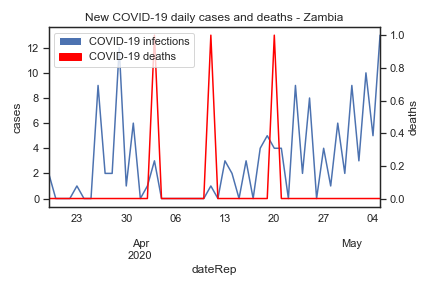 New COVID-19 daily cases and deaths - Zambia
COVID-19 infections
COVID-19 deaths
cases
12
10
8
6
4
2
0
deaths
1.0
0.8
0.6
0.4
0.2
0.0
23 30 06 13 20 27 04
Apr May
2020
dateRep